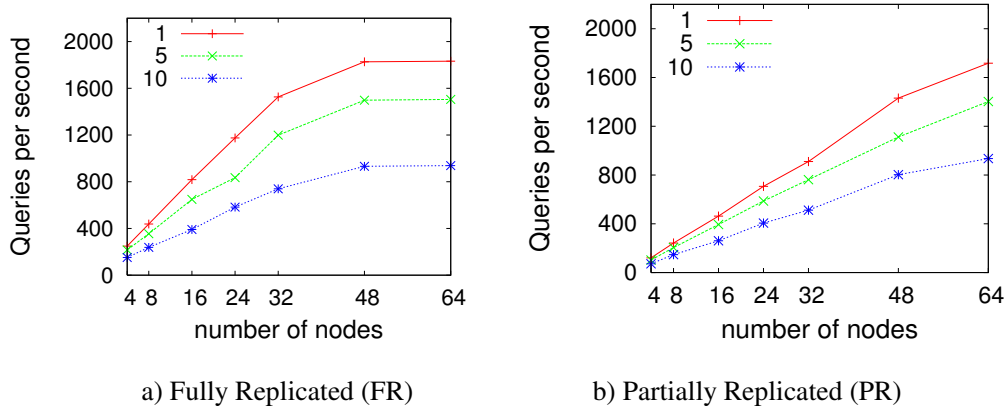 Queries per second
2000
1600
1200
800
400
0
1
5
10
4 8 16 24 32 48 64
number of nodes
a) Fully Replicated (FR)
Queries per second
2000
1600
1200
800
400
0
1
5
10
4 8 16 24 32 48 64
number of nodes
b) Partially Replicated (PR)